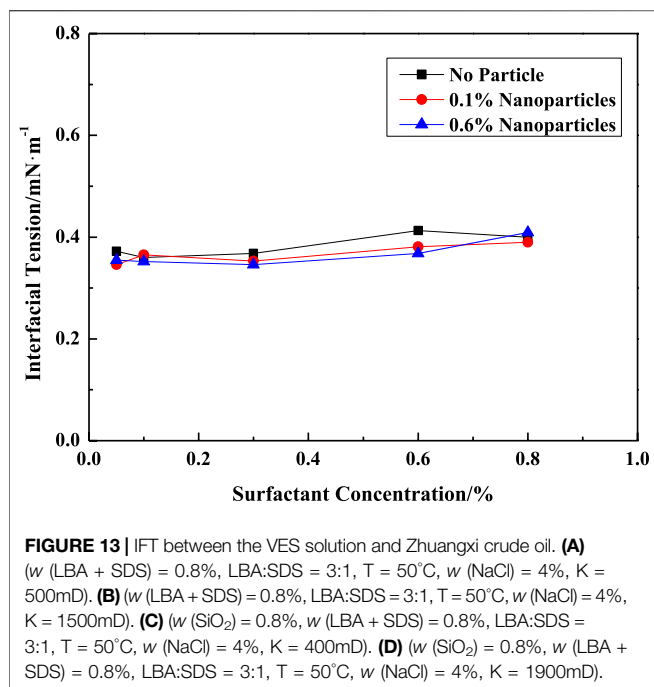 0.8
0.6
0.4
0.2
0.0
0.0 0.2 0.4 0.6 0.8 1.0
Interfacial Tension/mN·m⁻¹
Surfactant Concentration/%
No Particle
0.1% Nanoparticles
0.6% Nanoparticles
FIGURE 13 | IFT between the VES solution and Zhuangxi crude oil. (A)
(w (LBA + SDS) = 0.8%, LBA:SDS = 3:1, T = 50°C, w (NaCl) = 4%, K =
500mD). (B) (w (LBA + SDS) = 0.8%, LBA:SDS = 3:1, T = 50°C, w (NaCl) = 4%,
K = 1500mD). (C) (w (SiO₂) = 0.8%, w (LBA + SDS) = 0.8%, LBA:SDS =
3:1, T = 50°C, w (NaCl) = 4%, K = 400mD). (D) (w (SiO₂) = 0.8%, w (LBA +
SDS) = 0.8%, LBA:SDS = 3:1, T = 50°C, w (NaCl) = 4%, K = 1900mD).